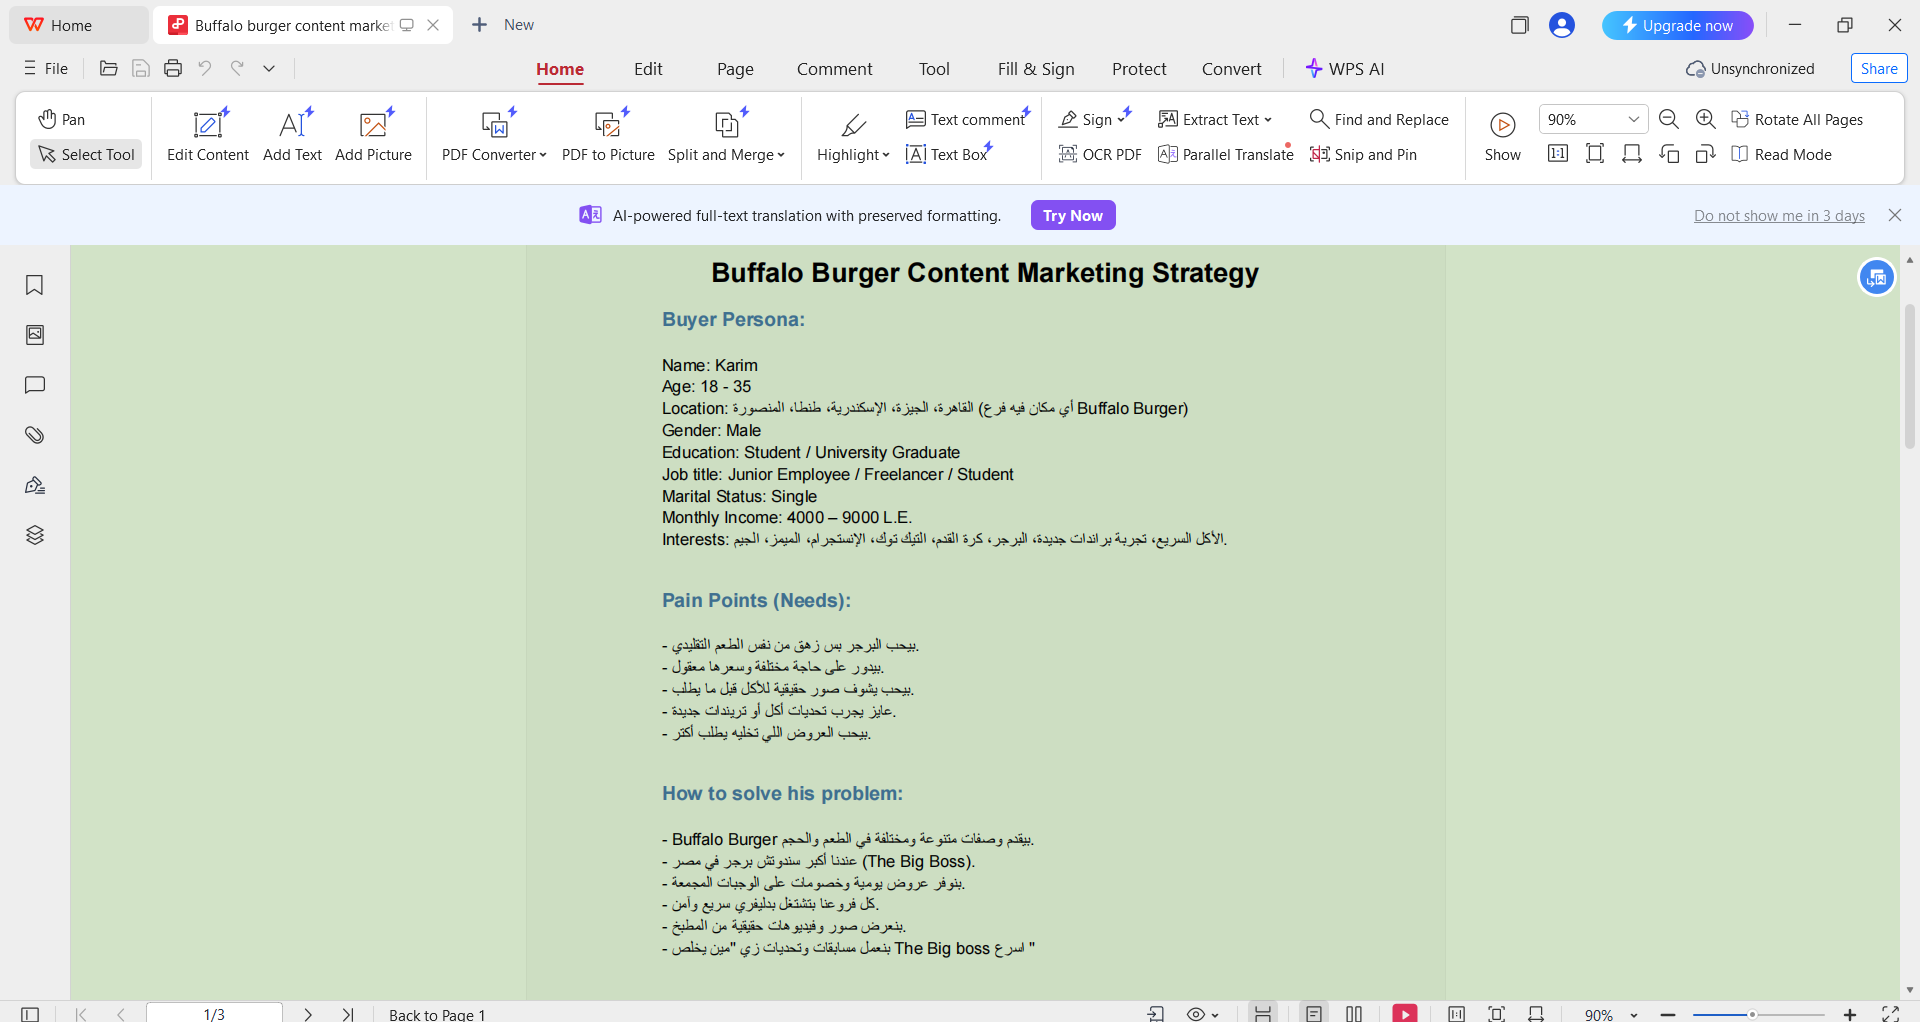 Home
Buffalo burger content marke
New
Upgrade now
File
Home
Edit
Page
Comment
Tool
Fill & Sign
Protect
Convert
WPS AI
Unsynchronized
Share
Pan
Select Tool
Edit Content
Add Text
Add Picture
PDF Converter
PDF to Picture
Split and Merge
Highlight
Text comment
Text Box
Sign
OCR PDF
Extract Text
Parallel Translate
Find and Replace
Snip and Pin
Show
90%
Rotate All Pages
Read Mode
AI-powered full-text translation with preserved formatting.
Try Now
Do not show me in 3 days
Buffalo Burger Content Marketing Strategy
Buyer Persona:
Name: Karim
Age: 18 - 35
Location: القاهرة، الجيزة، الإسكندرية، طنطا، المنصورة (أي مكان فيه فرع Buffalo Burger)
Gender: Male
Education: Student / University Graduate
Job title: Junior Employee / Freelancer / Student
Marital Status: Single
Monthly Income: 4000 – 9000 L.E.
Interests: الأكل السريع، تجربة براندات جديدة، البرجر، كرة القدم، التيك توك، الإنستجرام، الميمز، الجيم.
Pain Points (Needs):
- بيحب البرجر بس زهق من نفس الطعم التقليدي.
- بيدور على حاجة مختلفة وسعرها معقول.
- بيحب يشوف صور حقيقية للأكل قبل ما يطلب.
- عايز يجرب تحديات أكل أو تريندات جديدة.
- بيحب العروض اللي تخليه يطلب أكتر.
How to solve his problem:
- Buffalo Burger بيقدم وصفات متنوعة ومختلفة في الطعم والحجم.
- عندنا أكبر سندوتش برجر في مصر (The Big Boss).
- بنوفر عروض يومية وخصومات على الوجبات المجمعة.
- كل فروعنا بتشتغل بدليفري سريع وآمن.
- بنعرض صور وفيديوهات حقيقية من المطبخ.
- بنعمل مسابقات وتحديات زي "مين يخلص The Big boss اسرع "
1/3
Back to Page 1
90%